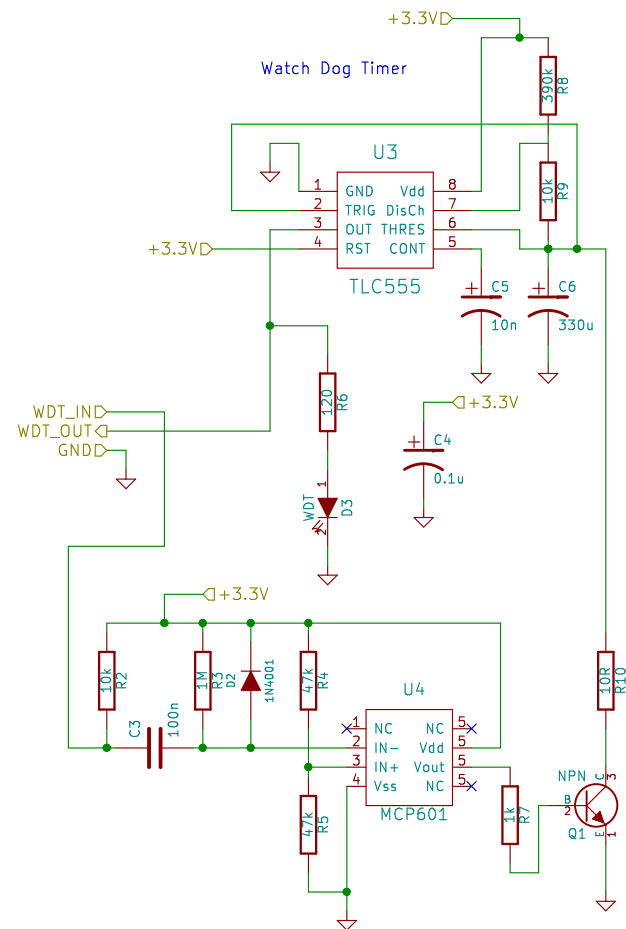 +3.3V
Watch Dog Timer
390k
R8
U3
10k
R9
1 GND Vdd 8
2 TRIG DisCh 7
3 OUT THRES 6
4 RST CONT 5
+3.3V
TLC555
C5
10n
C6
330u
120
R6
WDT_IN
WDT_OUT
GND
+3.3V
C4
0.1u
1
WDT
D3
2
+3.3V
10k
R2
1M
R3
D2
1N4001
47k
R4
10R
R10
C3
100n
U4
1 NC NC 5
2 IN- Vdd 5
3 IN+ Vout 5
4 Vss NC 5
MCP601
47k
R5
1k
R7
NPN
C
3
B
2
Q1
E
1